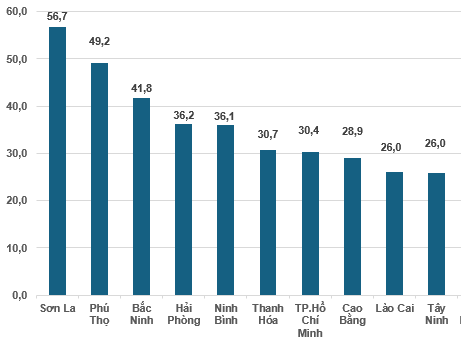 60,0
50,0
40,0
30,0
20,0
10,0
0,0
56,7
49,2
41,8
36,2
36,1
30,7
30,4
28,9
26,0
26,0
Sơn La
Phú
Thọ
Bắc
Ninh
Hải
Phòng
Ninh
Bình
Thanh
Hóa
TP.Hồ
Chí
Minh
Cao
Bằng
Lào Cai
Tây
Ninh